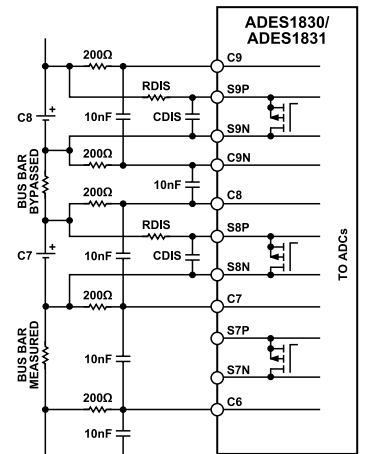 ADES1830/
ADES1831
200Ω
C9
RDIS
S9P
C8
+
10nF
CDIS
S9N
200Ω
C9N
BUS BAR
BYPASSED
10nF
200Ω
C8
RDIS
S8P
C7
+
10nF
CDIS
S8N
TO ADCs
200Ω
C7
S7P
BUS BAR
MEASURED
10nF
S7N
200Ω
C6
10nF